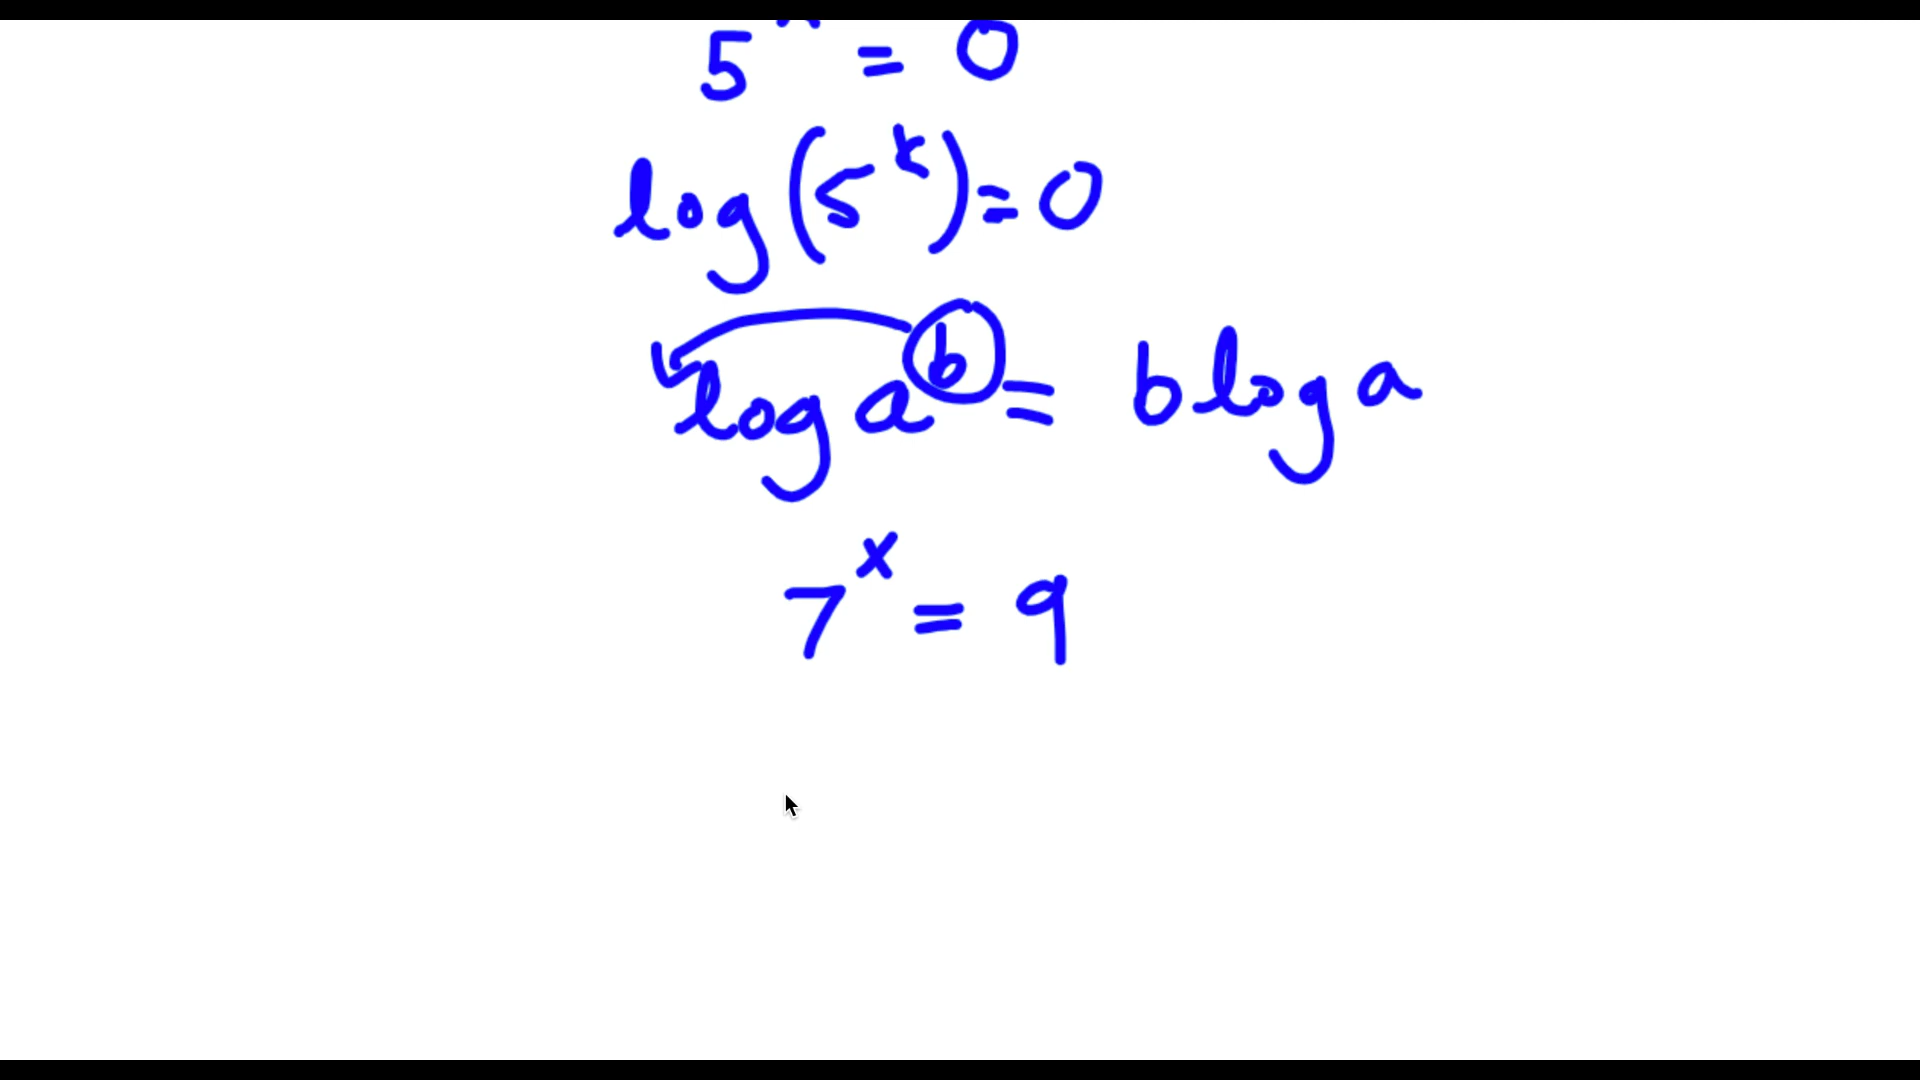 5^x = 0
log(5^x) = 0
log a^b = b log a
7^x = 9